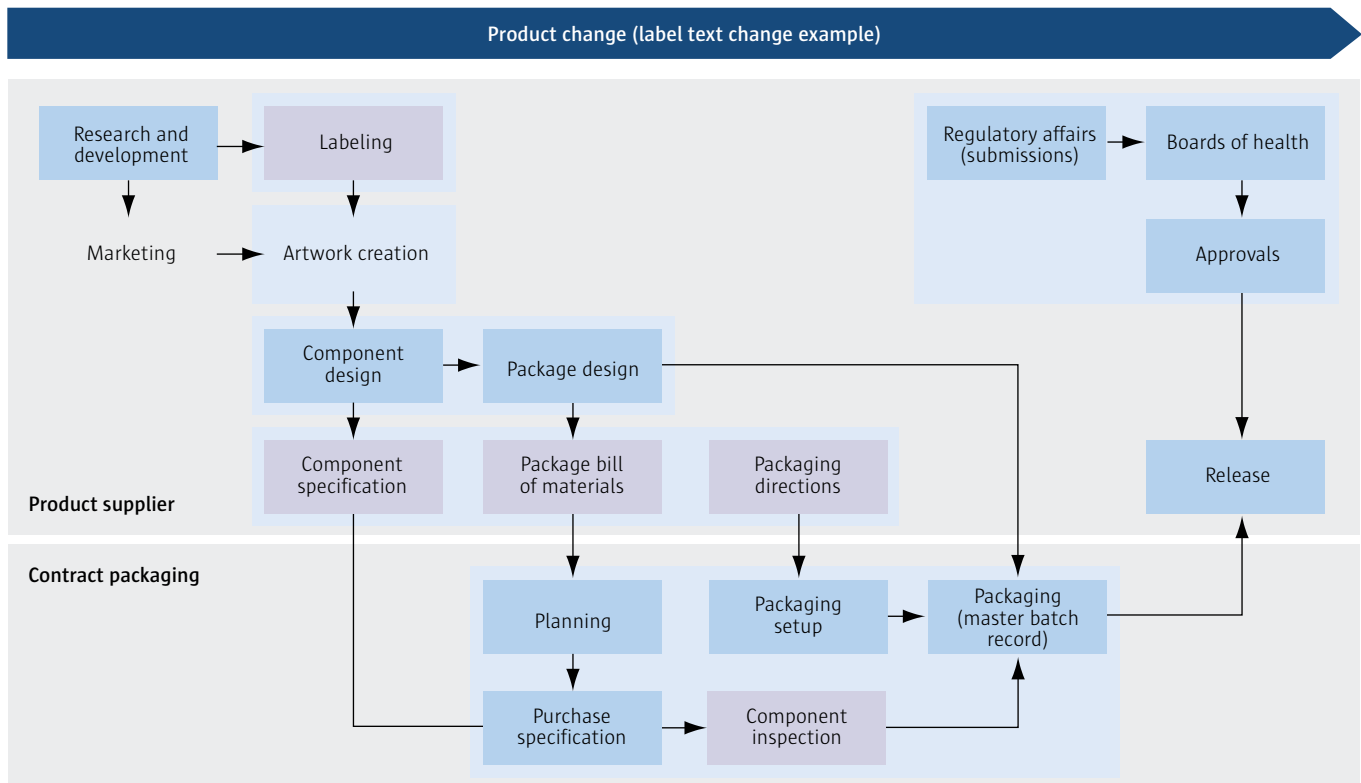 Product change (label text change example)
Research and
development
Labeling
Regulatory affairs
(submissions)
Boards of health
Marketing
Artwork creation
Approvals
Component
design
Package design
Component
specification
Package bill
of materials
Packaging
directions
Release
Product supplier
Contract packaging
Planning
Packaging
setup
Packaging
(master batch
record)
Purchase
specification
Component
inspection